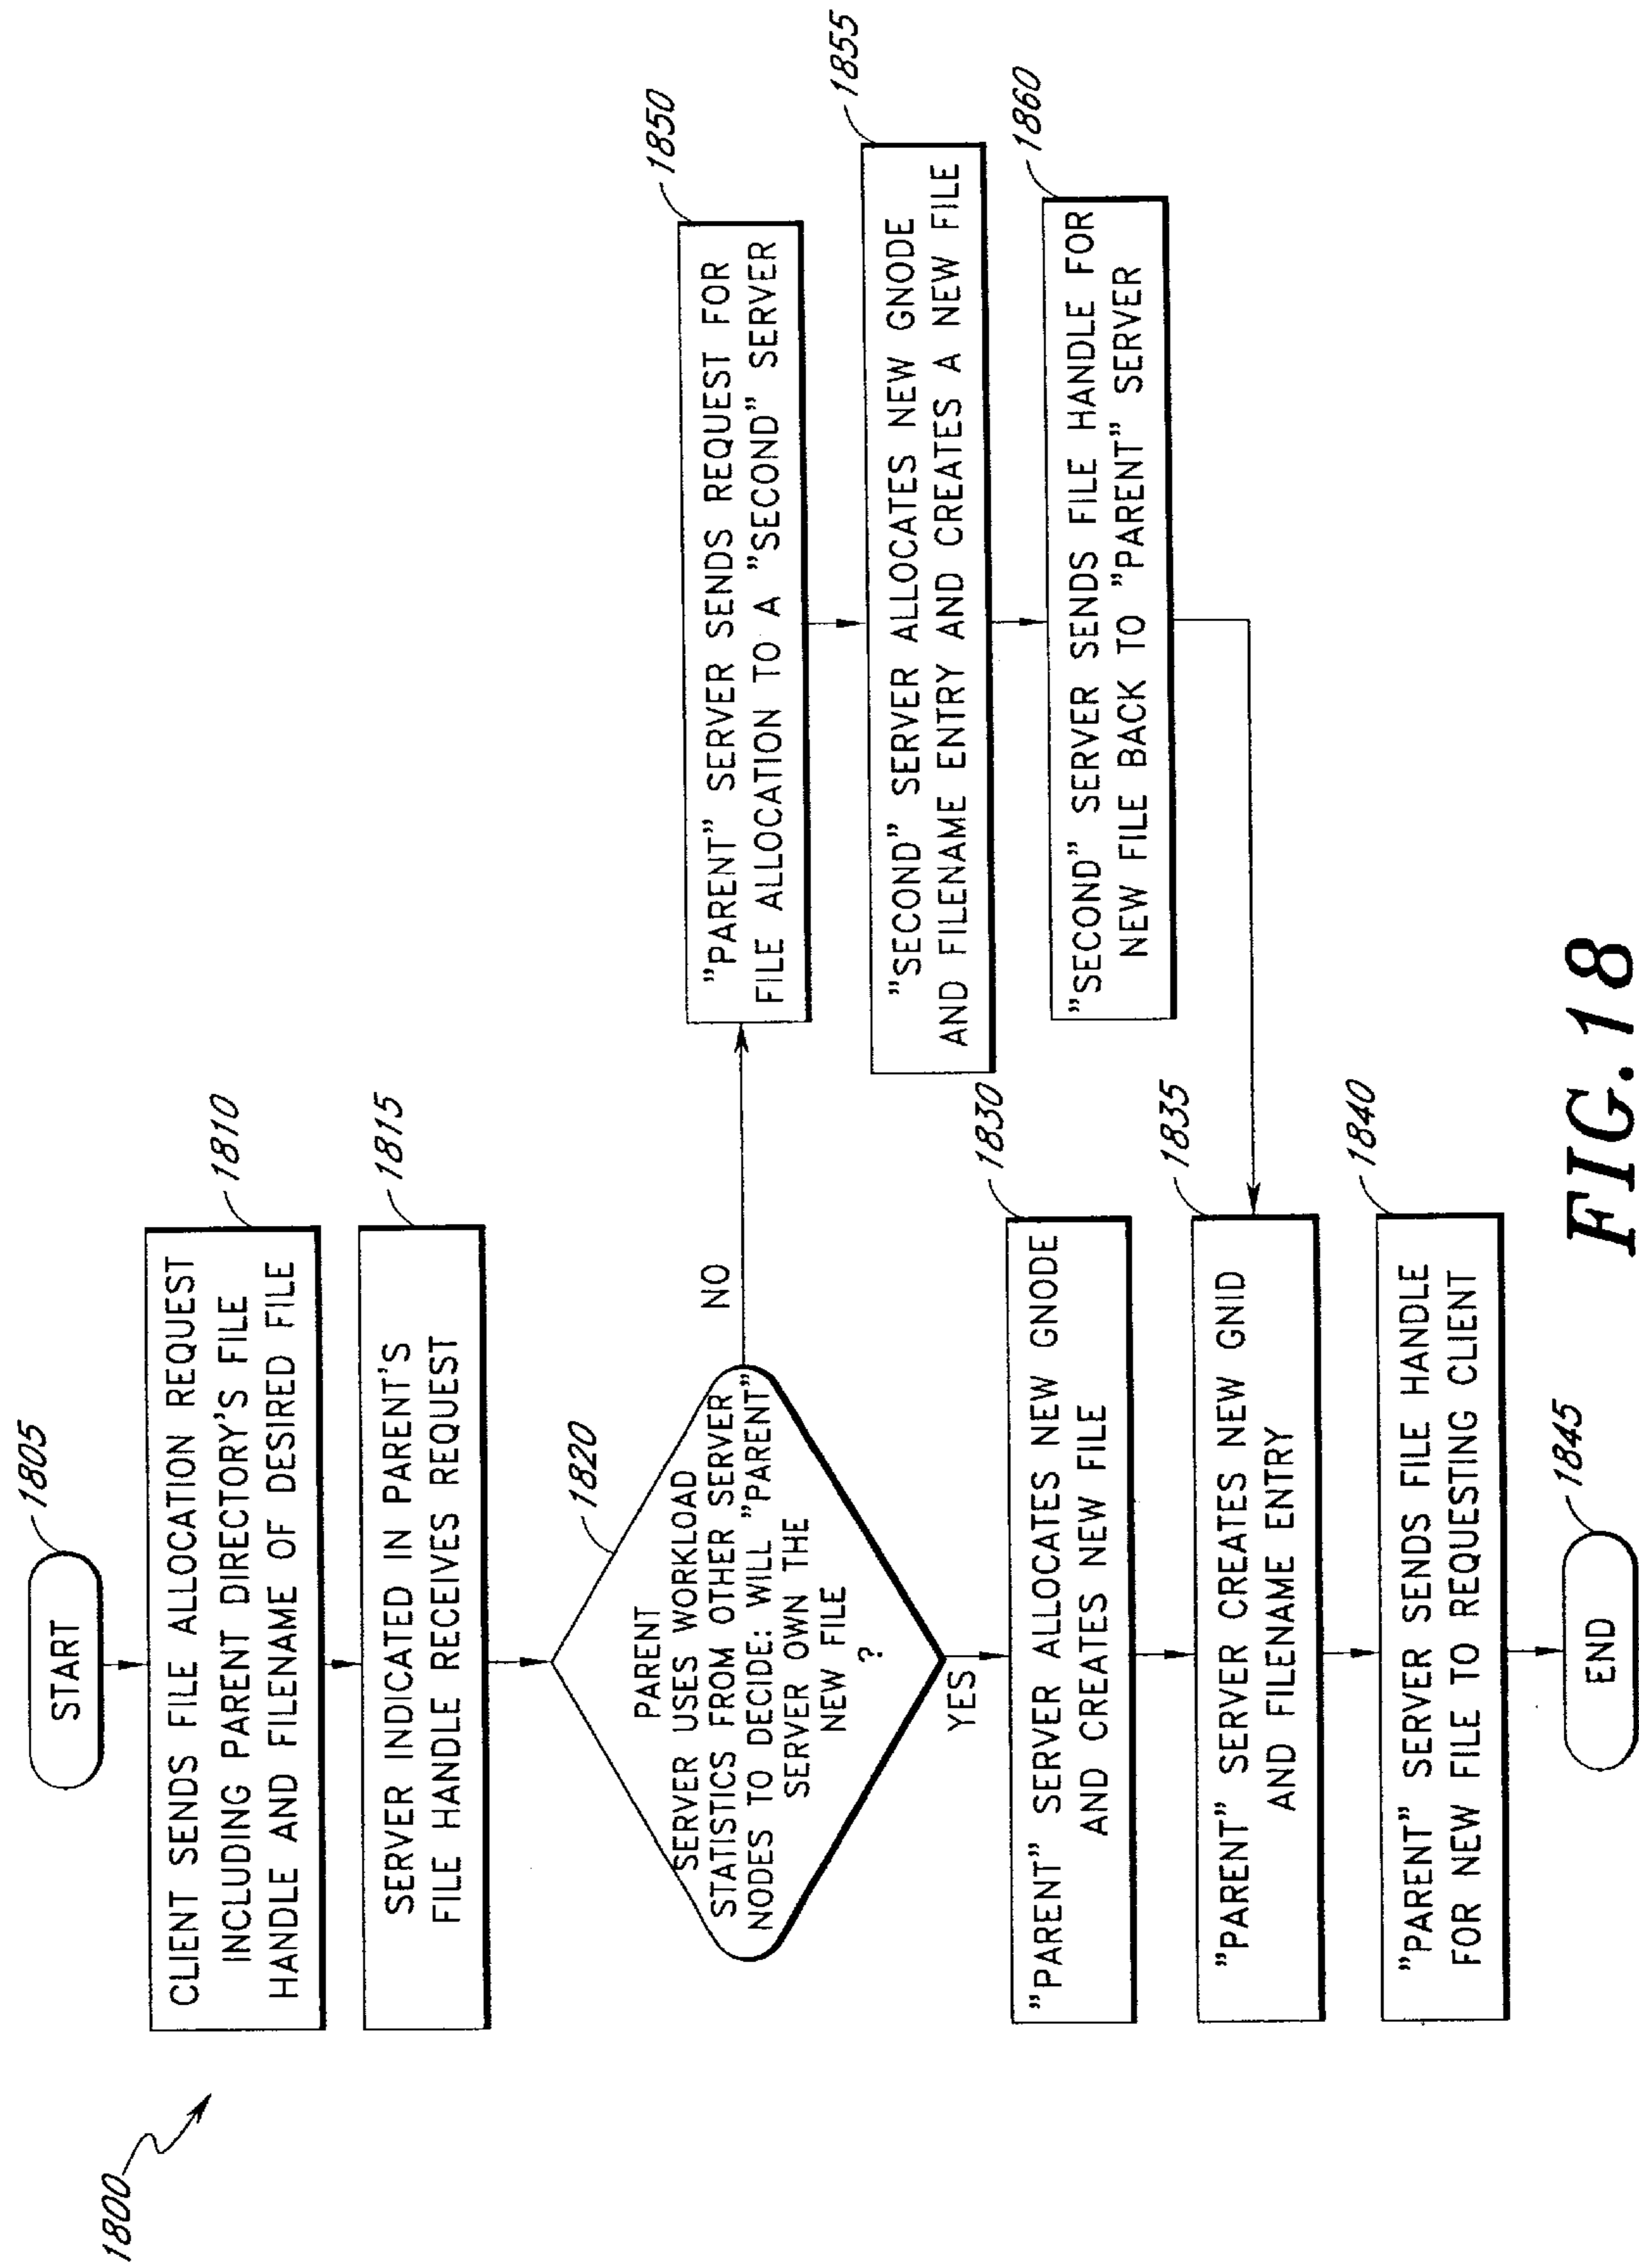 1800
START
1805
CLIENT SENDS FILE ALLOCATION REQUEST
INCLUDING PARENT DIRECTORY'S FILE
HANDLE AND FILENAME OF DESIRED FILE
1810
SERVER INDICATED IN PARENT'S
FILE HANDLE RECEIVES REQUEST
1815
PARENT
SERVER USES WORKLOAD
STATISTICS FROM OTHER SERVER
NODES TO DECIDE: WILL "PARENT"
SERVER OWN THE
NEW FILE
?
1820
NO
YES
"PARENT" SERVER SENDS REQUEST FOR
FILE ALLOCATION TO A "SECOND" SERVER
1850
"SECOND" SERVER ALLOCATES NEW GNODE
AND FILENAME ENTRY AND CREATES A NEW FILE
1855
"SECOND" SERVER SENDS FILE HANDLE FOR
NEW FILE BACK TO "PARENT" SERVER
1860
"PARENT" SERVER ALLOCATES NEW GNODE
AND CREATES NEW FILE
1830
"PARENT" SERVER CREATES NEW GNID
AND FILENAME ENTRY
1835
"PARENT" SERVER SENDS FILE HANDLE
FOR NEW FILE TO REQUESTING CLIENT
1840
END
1845
FIG.18